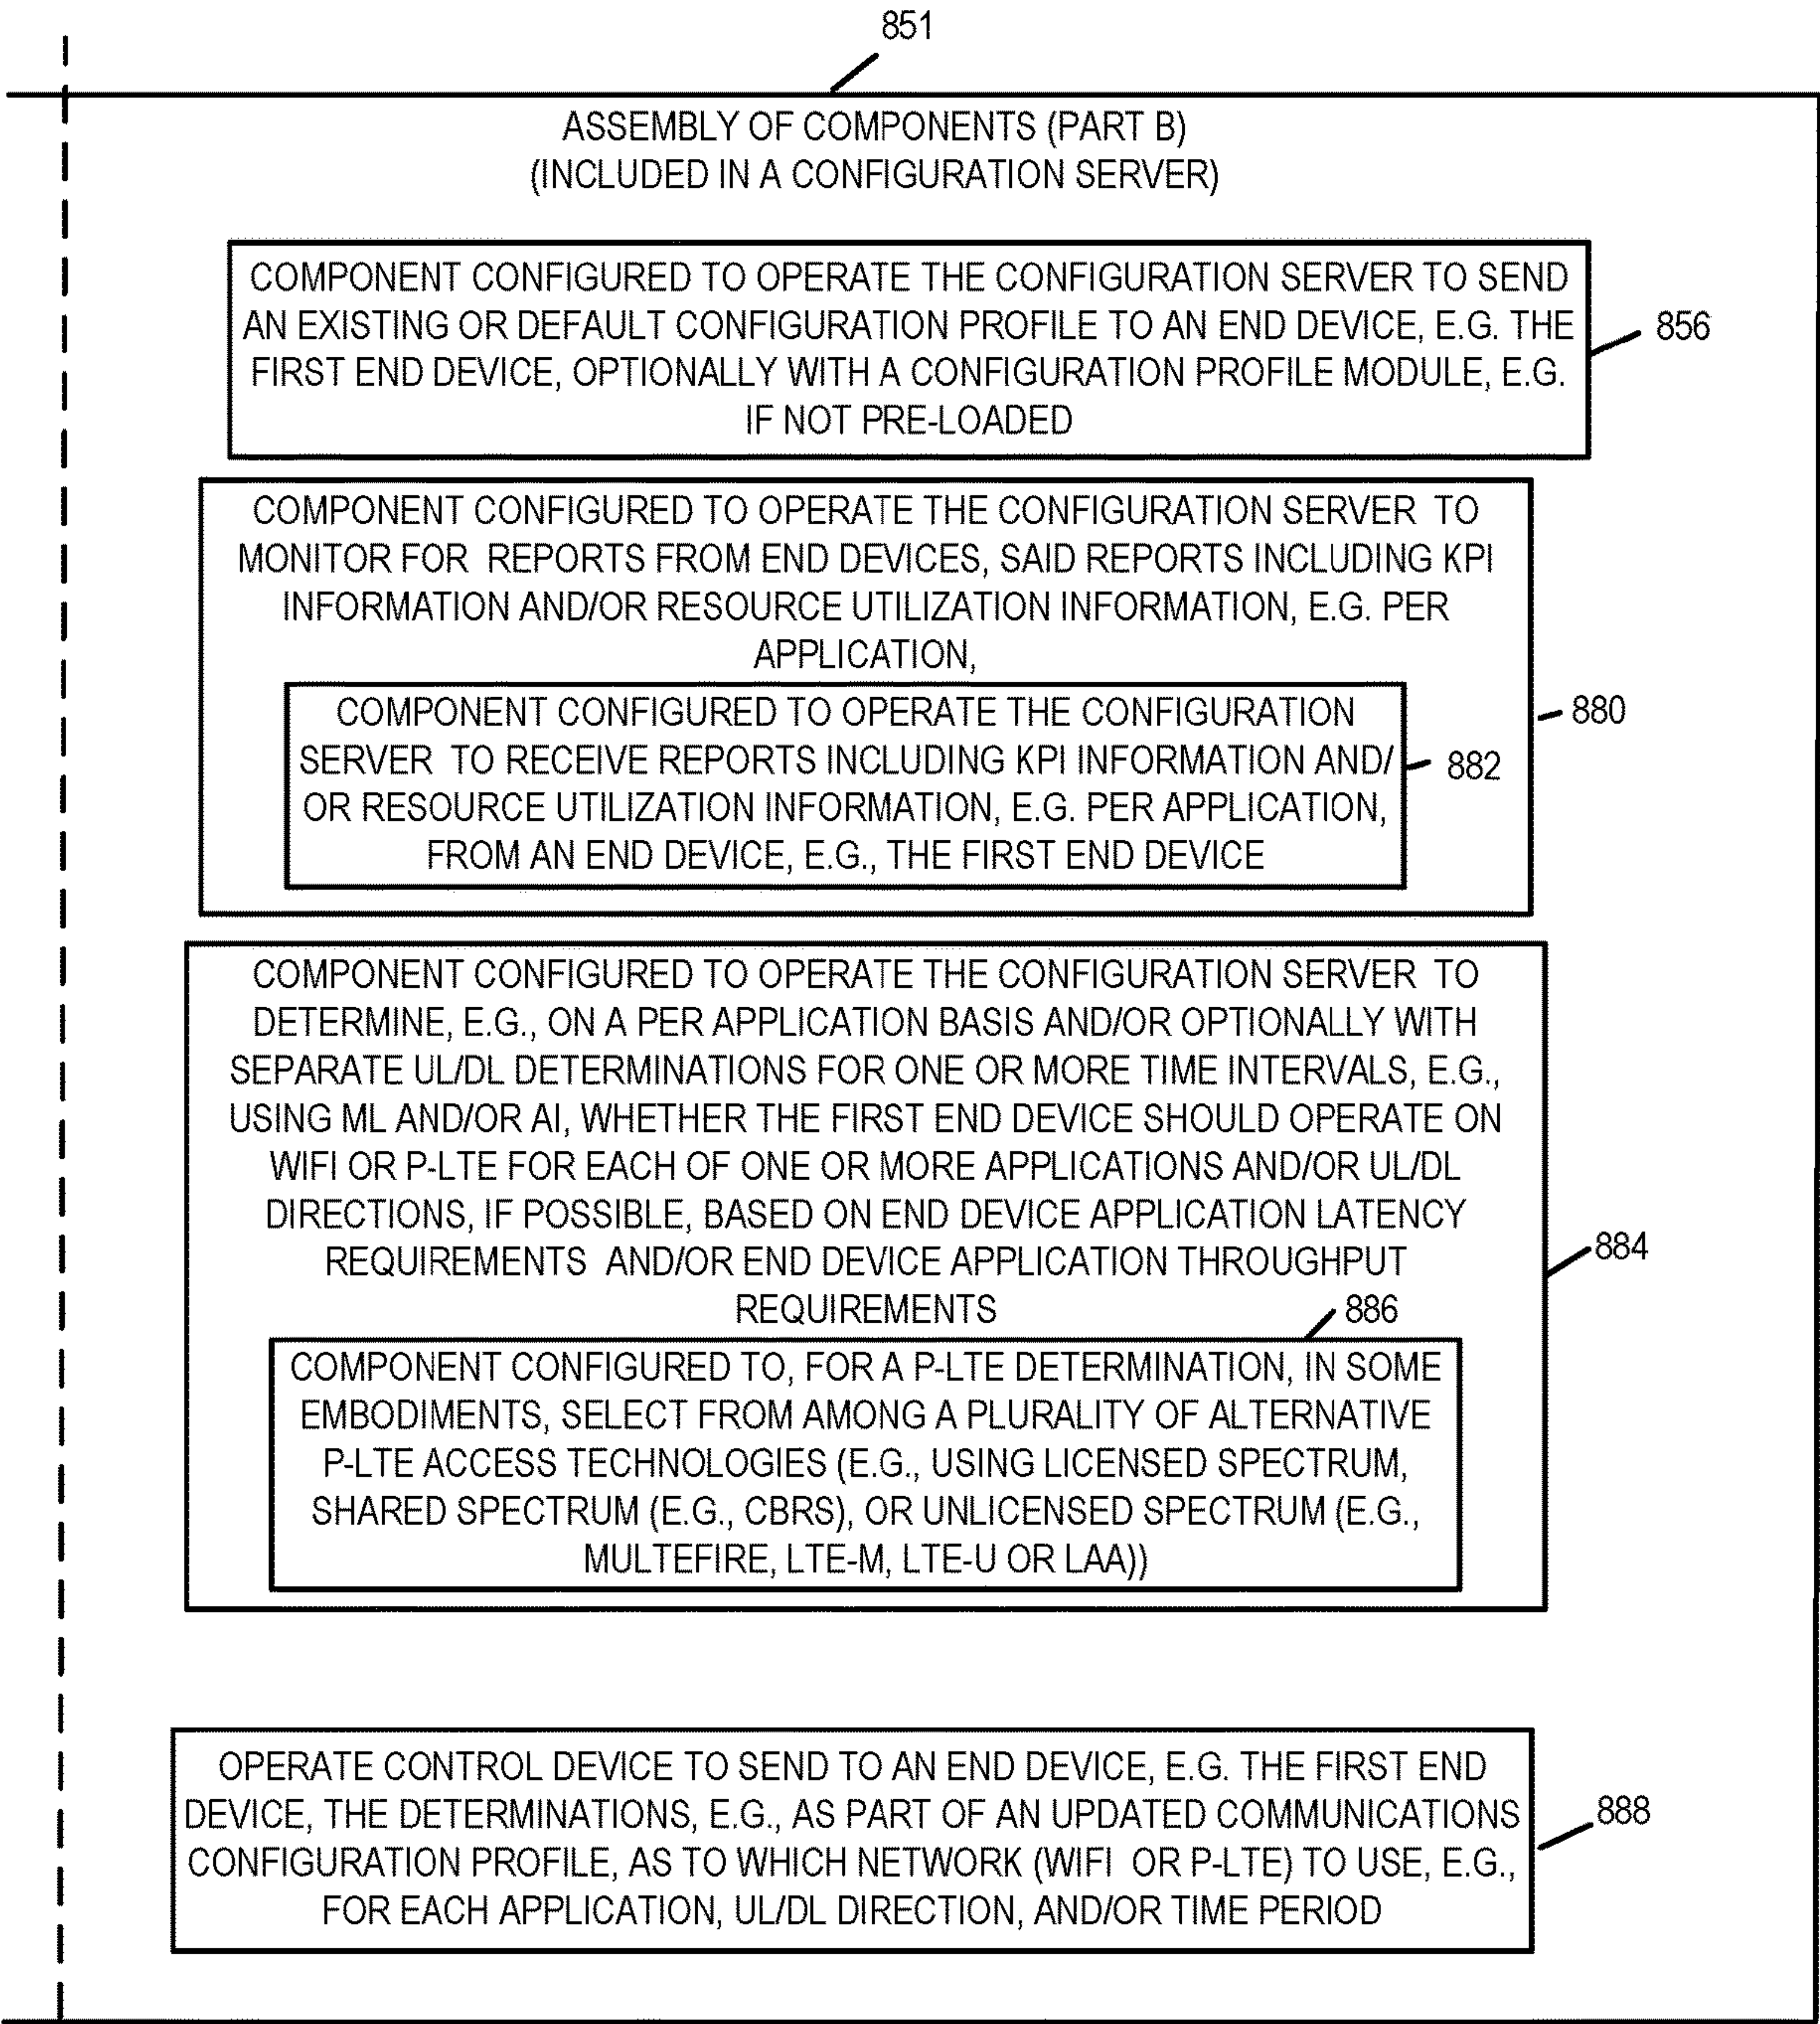 851
ASSEMBLY OF COMPONENTS (PART B)
(INCLUDED IN A CONFIGURATION SERVER)
COMPONENT CONFIGURED TO OPERATE THE CONFIGURATION SERVER TO SEND
AN EXISTING OR DEFAULT CONFIGURATION PROFILE TO AN END DEVICE, E.G. THE
FIRST END DEVICE, OPTIONALLY WITH A CONFIGURATION PROFILE MODULE, E.G.
IF NOT PRE-LOADED
856
COMPONENT CONFIGURED TO OPERATE THE CONFIGURATION SERVER TO
MONITOR FOR REPORTS FROM END DEVICES, SAID REPORTS INCLUDING KPI
INFORMATION AND/OR RESOURCE UTILIZATION INFORMATION, E.G. PER
APPLICATION,
880
COMPONENT CONFIGURED TO OPERATE THE CONFIGURATION
SERVER TO RECEIVE REPORTS INCLUDING KPI INFORMATION AND/
OR RESOURCE UTILIZATION INFORMATION, E.G. PER APPLICATION,
FROM AN END DEVICE, E.G., THE FIRST END DEVICE
882
COMPONENT CONFIGURED TO OPERATE THE CONFIGURATION SERVER TO
DETERMINE, E.G., ON A PER APPLICATION BASIS AND/OR OPTIONALLY WITH
SEPARATE UL/DL DETERMINATIONS FOR ONE OR MORE TIME INTERVALS, E.G.,
USING ML AND/OR AI, WHETHER THE FIRST END DEVICE SHOULD OPERATE ON
WIFI OR P-LTE FOR EACH OF ONE OR MORE APPLICATIONS AND/OR UL/DL
DIRECTIONS, IF POSSIBLE, BASED ON END DEVICE APPLICATION LATENCY
REQUIREMENTS AND/OR END DEVICE APPLICATION THROUGHPUT
REQUIREMENTS
884
886
COMPONENT CONFIGURED TO, FOR A P-LTE DETERMINATION, IN SOME
EMBODIMENTS, SELECT FROM AMONG A PLURALITY OF ALTERNATIVE
P-LTE ACCESS TECHNOLOGIES (E.G., USING LICENSED SPECTRUM,
SHARED SPECTRUM (E.G., CBRS), OR UNLICENSED SPECTRUM (E.G.,
MULTEFIRE, LTE-M, LTE-U OR LAA))
OPERATE CONTROL DEVICE TO SEND TO AN END DEVICE, E.G. THE FIRST END
DEVICE, THE DETERMINATIONS, E.G., AS PART OF AN UPDATED COMMUNICATIONS
CONFIGURATION PROFILE, AS TO WHICH NETWORK (WIFI OR P-LTE) TO USE, E.G.,
FOR EACH APPLICATION, UL/DL DIRECTION, AND/OR TIME PERIOD
888